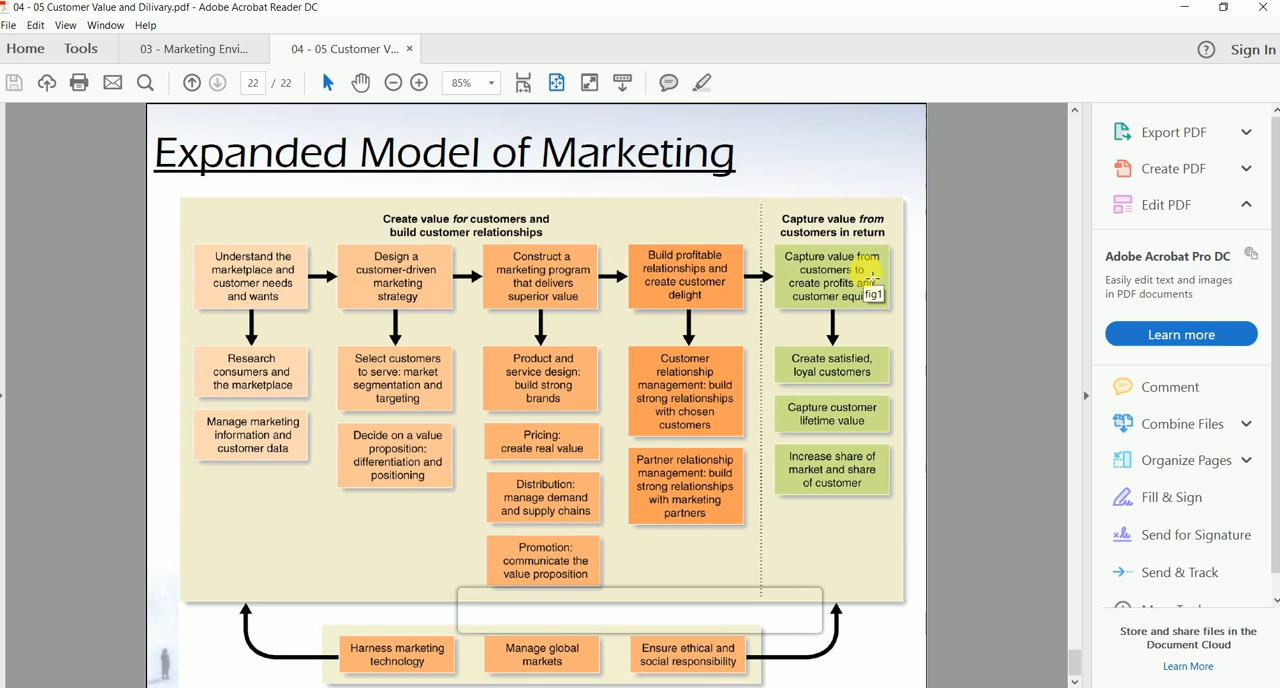 04 - 05 Customer Value and Dilivary.pdf - Adobe Acrobat Reader DC
File Edit View Window Help
Home Tools 03 - Marketing Envi... 04 - 05 Customer V... × ? Sign In
22 / 22 85%
Expanded Model of Marketing
Create value for customers and
build customer relationships
Capture value from
customers in return
Understand the
marketplace and
customer needs
and wants
Design a
customer-driven
marketing
strategy
Construct a
marketing program
that delivers
superior value
Build profitable
relationships and
create customer
delight
Capture value from
customers to
create profits
customer
fig1
Research
consumers and
the marketplace
Manage marketing
information and
customer data
Select customers
to serve: market
segmentation and
targeting
Decide on a value
proposition:
differentiation and
positioning
Product and
service design:
build strong
brands
Pricing:
create real value
Distribution:
manage demand
and supply chains
Promotion:
communicate the
value proposition
Customer
relationship
management: build
strong relationships
with chosen
customers
Partner relationship
management: build
strong relationships
with marketing
partners
Create satisfied,
loyal customers
Capture customer
lifetime value
Increase share of
market and share
of customer
Harness marketing
technology
Manage global
markets
Ensure ethical and
social responsibility
Export PDF
Create PDF
Edit PDF
Adobe Acrobat Pro DC
Easily edit text and images
in PDF documents
Learn more
Comment
Combine Files
Organize Pages
Fill & Sign
Send for Signature
Send & Track
Store and share files in the
Document Cloud
Learn More